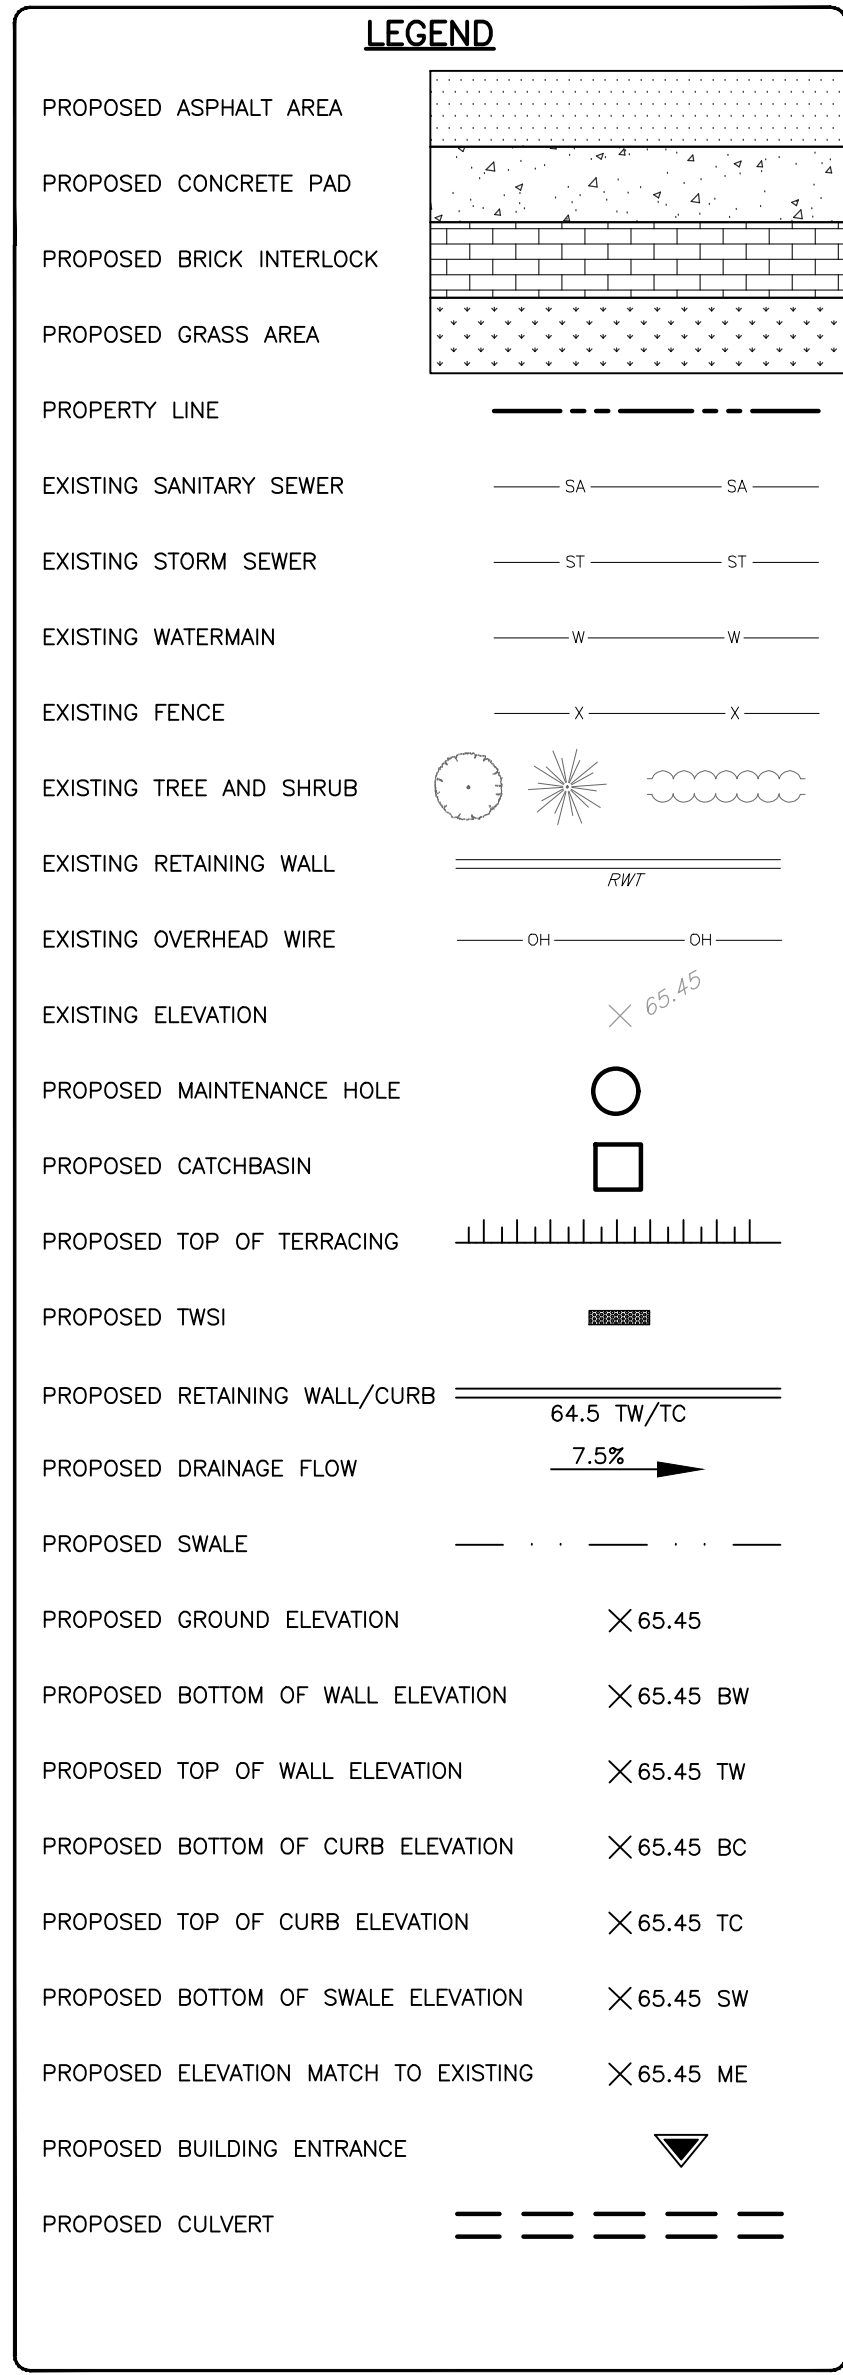 LEGEND
PROPOSED ASPHALT AREA
PROPOSED CONCRETE PAD
PROPOSED BRICK INTERLOCK
PROPOSED GRASS AREA
PROPERTY LINE
EXISTING SANITARY SEWER SA SA
EXISTING STORM SEWER ST ST
EXISTING WATERMAIN W W
EXISTING FENCE X X
EXISTING TREE AND SHRUB
EXISTING RETAINING WALL
RWT
EXISTING OVERHEAD WIRE OH OH
EXISTING ELEVATION 65.45
PROPOSED MAINTENANCE HOLE
PROPOSED CATCHBASIN
PROPOSED TOP OF TERRACING
PROPOSED TWSI
PROPOSED RETAINING WALL/CURB
64.5 TW/TC
PROPOSED DRAINAGE FLOW 7.5%
PROPOSED SWALE
PROPOSED GROUND ELEVATION 65.45
PROPOSED BOTTOM OF WALL ELEVATION 65.45 BW
PROPOSED TOP OF WALL ELEVATION 65.45 TW
PROPOSED BOTTOM OF CURB ELEVATION 65.45 BC
PROPOSED TOP OF CURB ELEVATION 65.45 TC
PROPOSED BOTTOM OF SWALE ELEVATION 65.45 SW
PROPOSED ELEVATION MATCH TO EXISTING 65.45 ME
PROPOSED BUILDING ENTRANCE
PROPOSED CULVERT